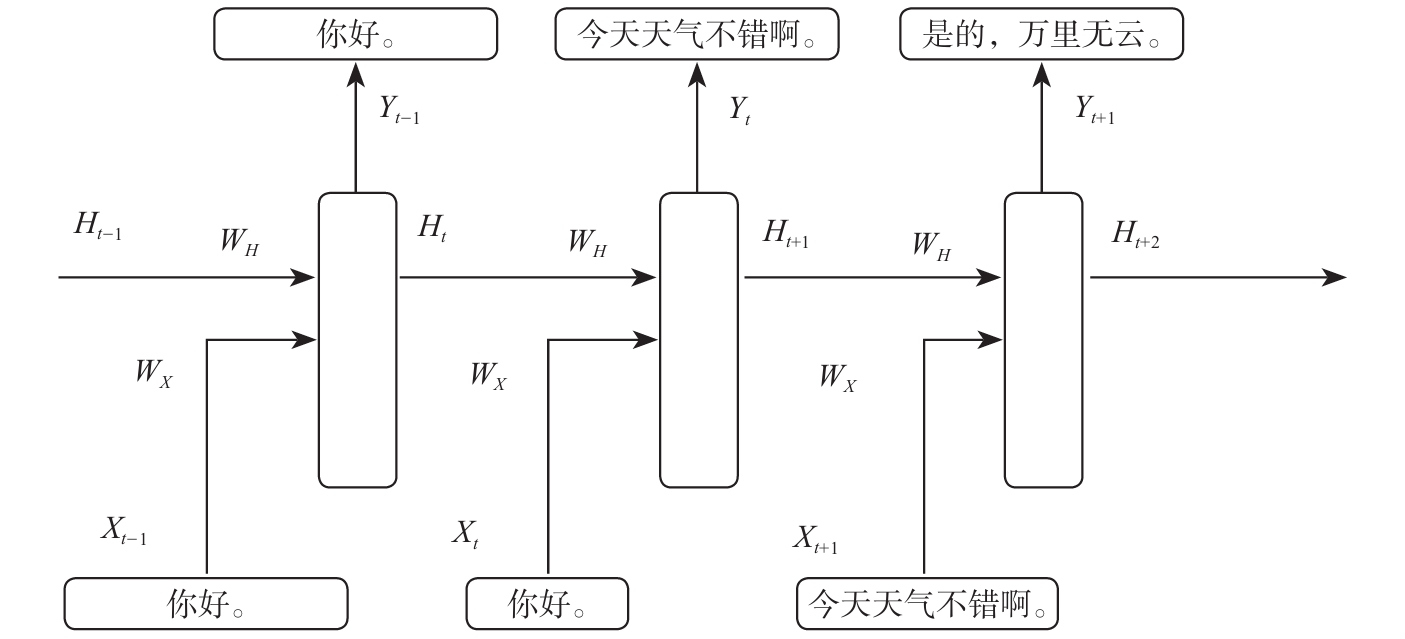 你好。
今天天气不错啊。
是的，万里无云。
Y_{t-1}
Y_t
Y_{t+1}
H_{t-1}
W_H
H_t
W_H
H_{t+1}
W_H
H_{t+2}
W_X
W_X
W_X
X_{t-1}
X_t
X_{t+1}
你好。
你好。
今天天气不错啊。